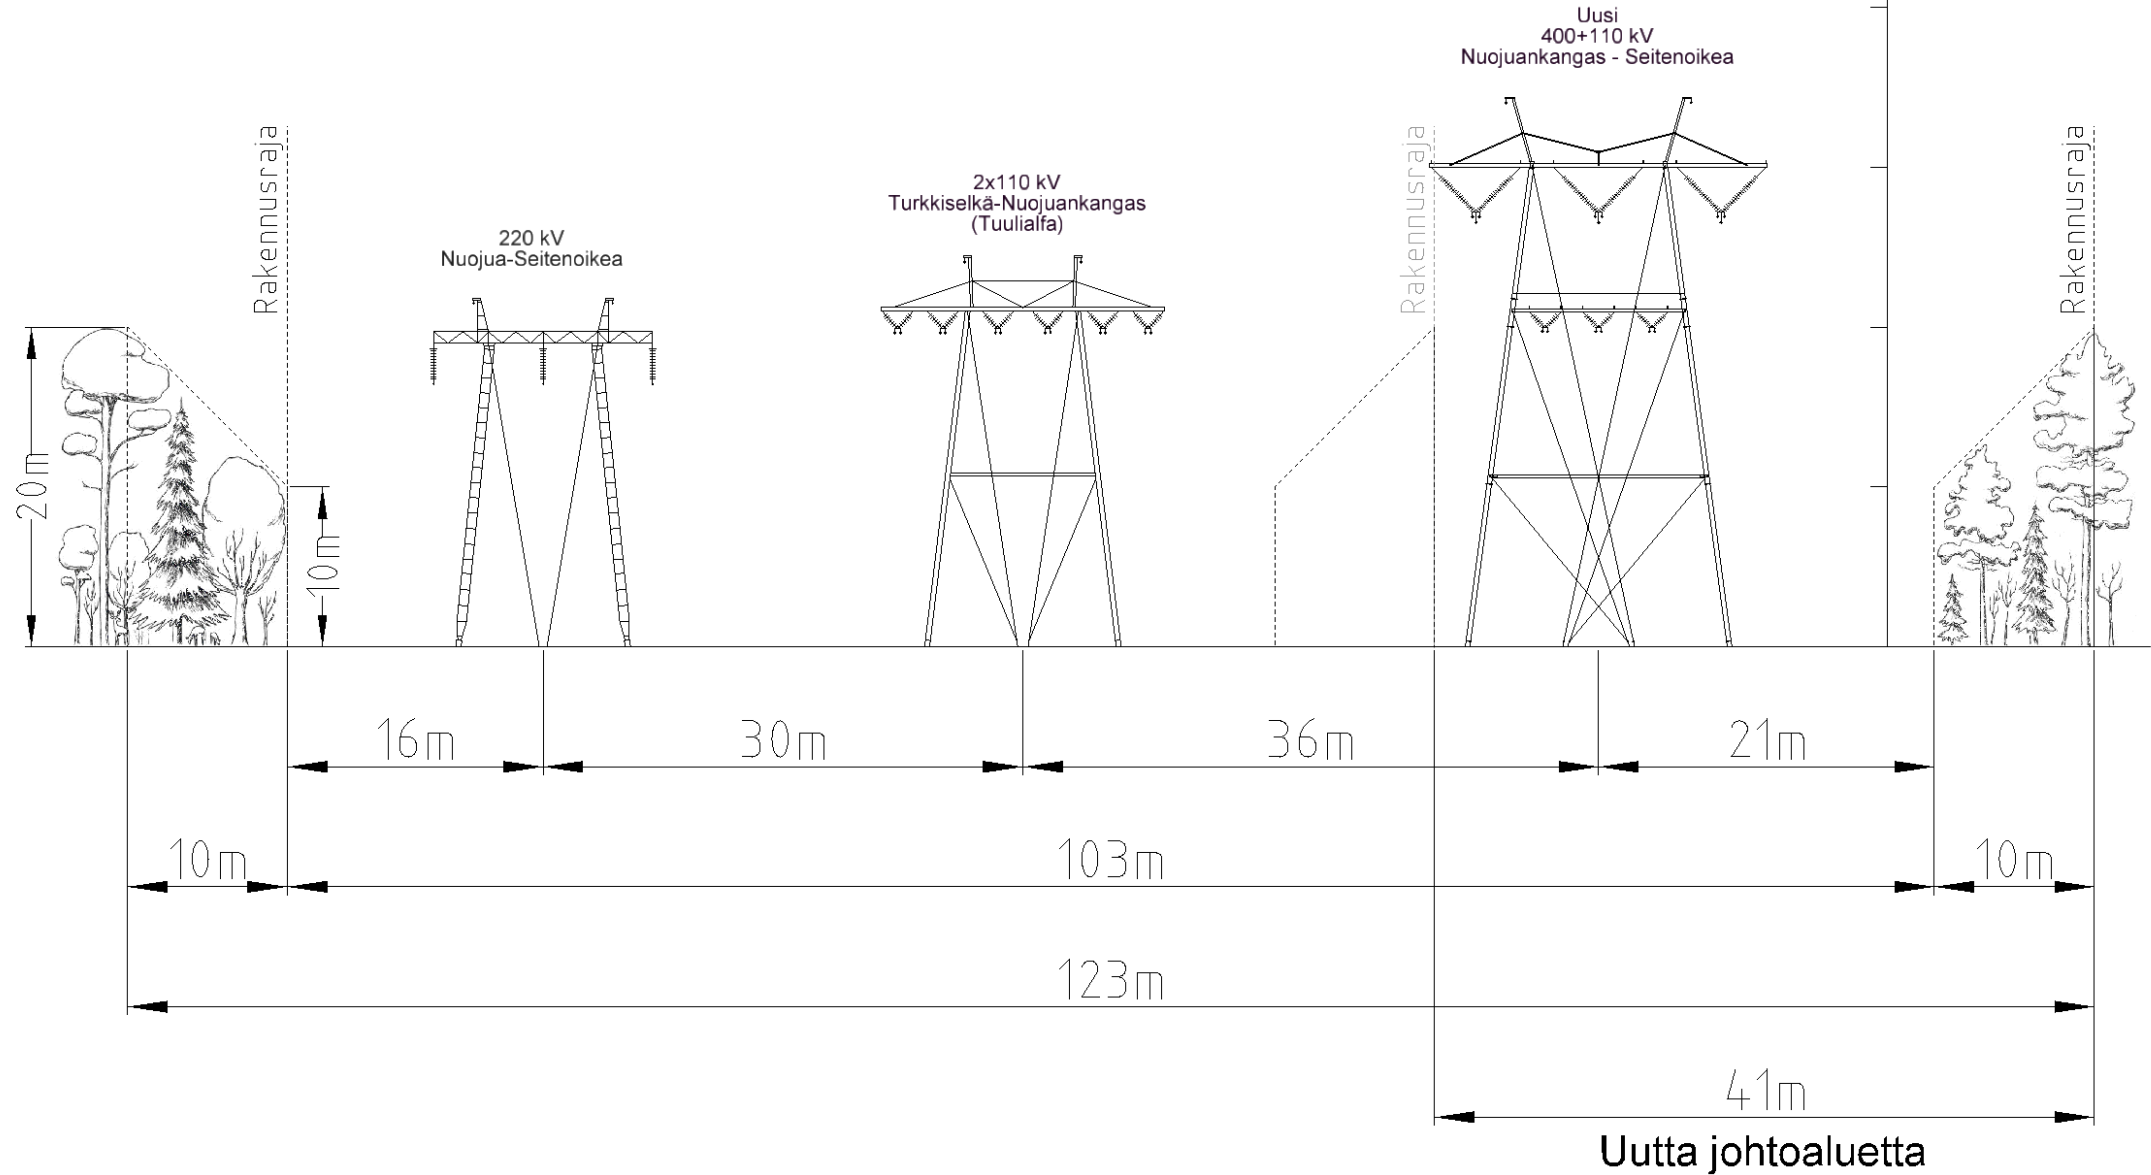 Uusi
400+110 kV
Nuojuankangas - Seitenoikea
Rakennusraja
Rakennusraja
Rakennusraja
2x110 kV
Turkkiselkä-Nuojuankangas
(Tuulialfa)
220 kV
Nuojua-Seitenoikea
20m
10m
16m
30m
36m
21m
10m
103m
10m
123m
41m
Uutta johtoaluetta